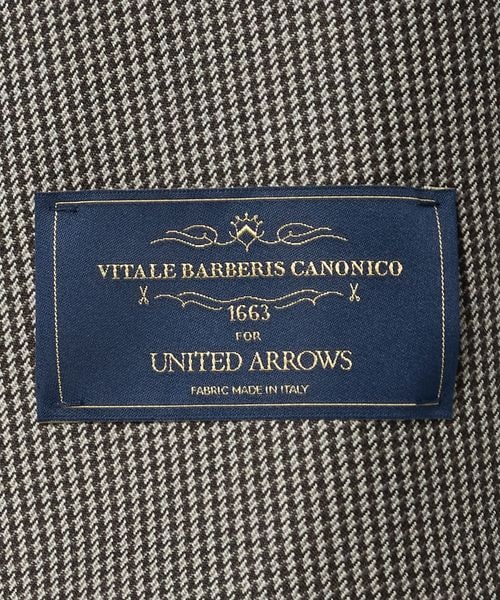 VITALE BARBERIS CANONICO
1663
FOR
UNITED ARROWS
FABRIC MADE IN ITALY